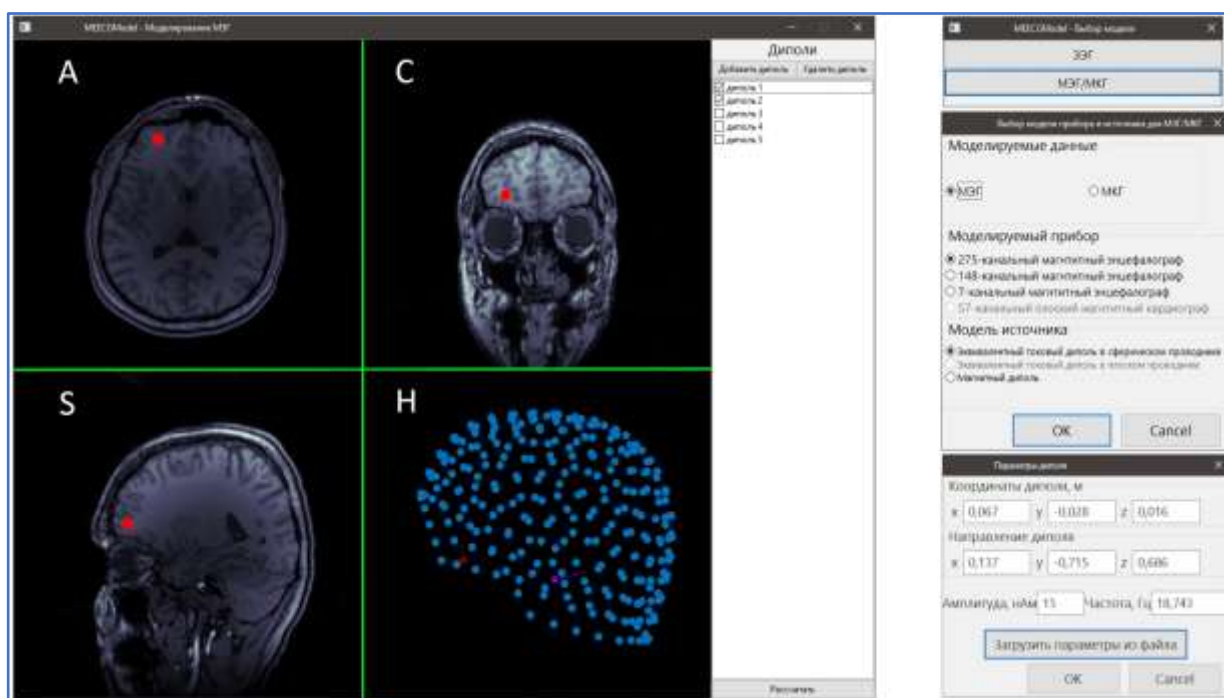 MEEGModel - Моделирование МЭГ
A
C
S
H
Диполи
Добавить диполь
Удалить диполь
диполь 1
диполь 2
диполь 3
диполь 4
диполь 5
Рассчитать
MEEGModel - Выбор модели
ЭЭГ
МЭГ/МКГ
Выбор модели прибора и источника для МЭГ/МКГ
Моделируемые данные
МЭГ
МКГ
Моделируемый прибор
275-канальный магнитный энцефалограф
148-канальный магнитный энцефалограф
7-канальный магнитный энцефалограф
57-канальный плоский магнитный кардиограф
Модель источника
Эквивалентный токовый диполь в сферическом проводнике
Эквивалентный токовый диполь в плоском проводнике
Магнитный диполь
OK
Cancel
Параметры диполя
Координаты диполя, м
x 0,067 y -0,028 z 0,016
Направление диполя
x 0,137 y -0,715 z 0,686
Амплитуда, нАм 15 Частота, Гц 18,743
Загрузить параметры из файла
OK
Cancel